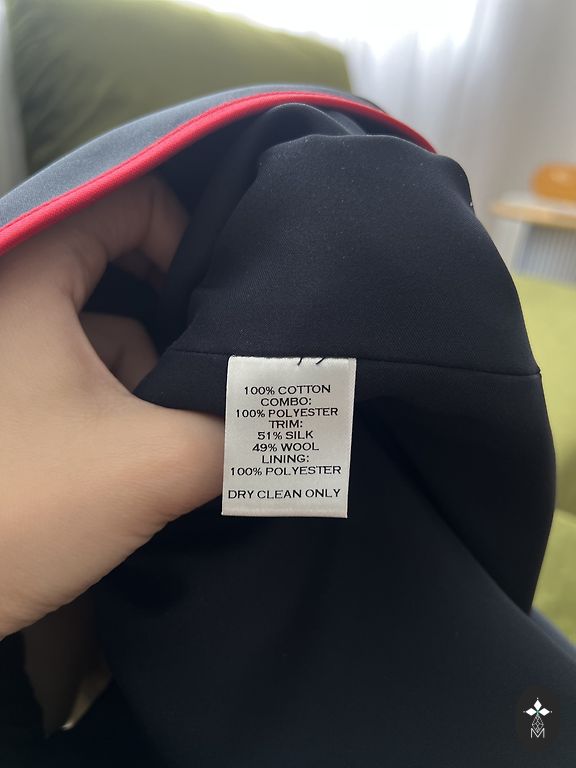 100% COTTON
COMBO:
100% POLYESTER
TRIM:
51% SILK
49% WOOL
LINING:
100% POLYESTER
DRY CLEAN ONLY
M